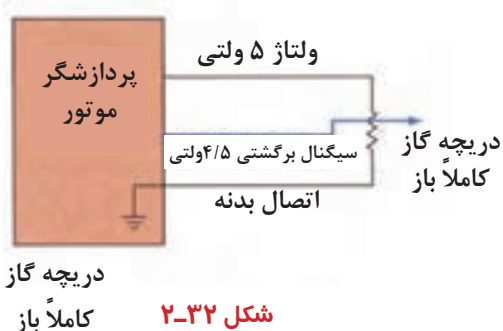 ولتاژ ۵ ولتی
پردازشگر
موتور
دریچه گاز
کاملاً باز
سیگنال برگشتی ۴/۵ولتی
اتصال بدنه
دریچه گاز
کاملاً باز
شکل ۳۲ـ۲